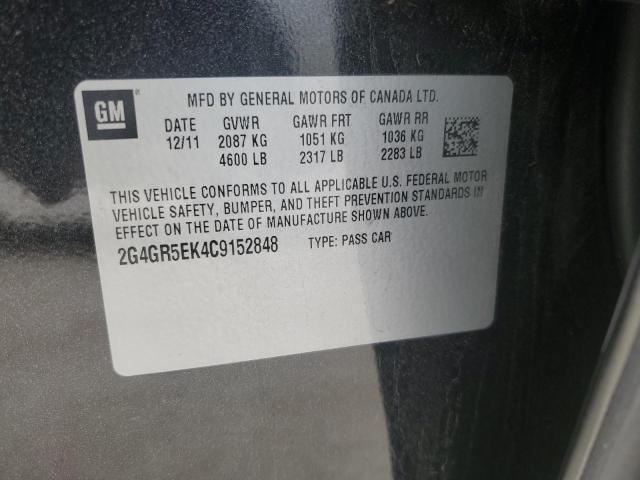 GM
MFD BY GENERAL MOTORS OF CANADA LTD.
DATE GVWR GAWR FRT GAWR RR
12/11 2087 KG 1051 KG 1036 KG
4600 LB 2317 LB 2283 LB
THIS VEHICLE CONFORMS TO ALL APPLICABLE U.S. FEDERAL MOTOR
VEHICLE SAFETY, BUMPER, AND THEFT PREVENTION STANDARDS IN
EFFECT ON THE DATE OF MANUFACTURE SHOWN ABOVE.
2G4GR5EK4C9152848 TYPE: PASS CAR